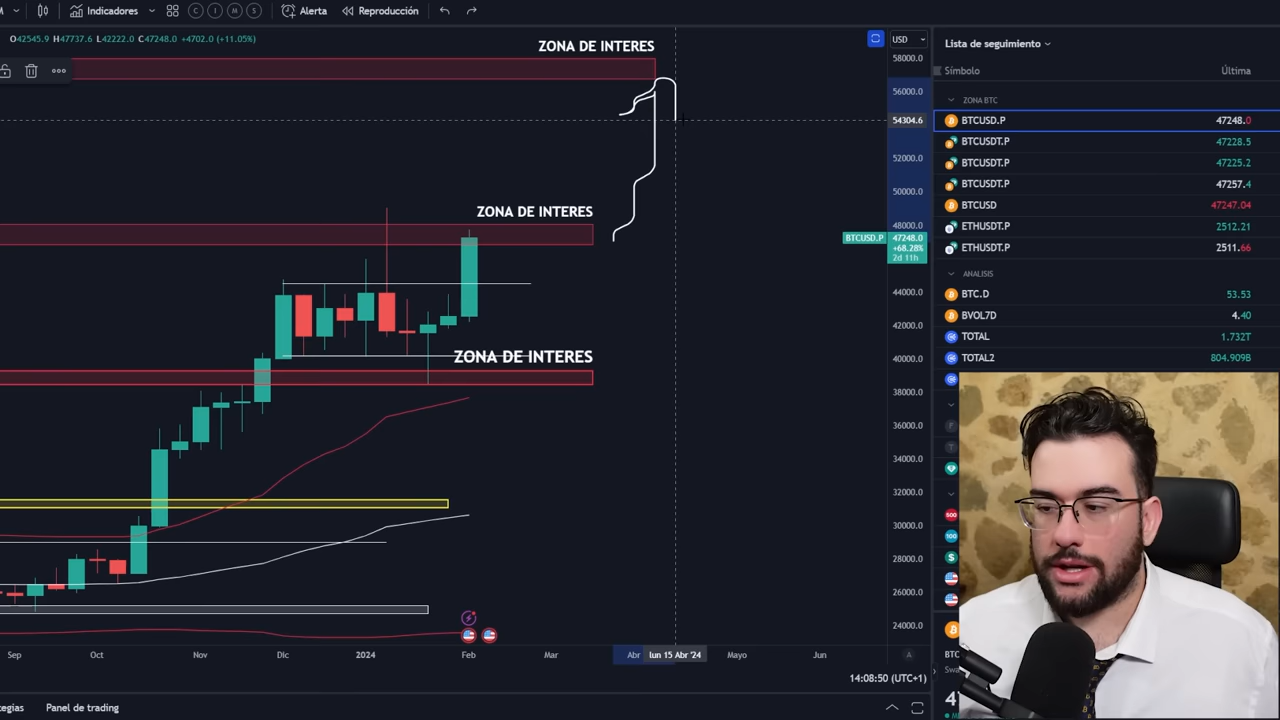 M Indicadores C I M S Alerta Reproducción
O42545.9 H47737.6 L42222.0 C47248.0 +4702.0 (+11.05%)
USD
ZONA DE INTERES
ZONA DE INTERES
ZONA DE INTERES
58000.0
56000.0
54304.6
52000.0
50000.0
48000.0
BTCUSD.P 47248.0
+68.28%
2d 11h
44000.0
42000.0
40000.0
38000.0
36000.0
34000.0
32000.0
30000.0
28000.0
26000.0
24000.0
Sep Oct Nov Dic 2024 Feb Mar Abr lun 15 Abr '24 Mayo Jun A
14:08:50 (UTC+1)
tegias Panel de trading
Lista de seguimiento
Símbolo Última
ZONA BTC
BTCUSD.P 47248.0
BTCUSDT.P 47228.5
BTCUSDT.P 47225.2
BTCUSDT.P 47257.4
BTCUSD 47247.04
ETHUSDT.P 2512.21
ETHUSDT.P 2511.66
ANALISIS
BTC.D 53.53
BVOL7D 4.40
TOTAL 1.732T
TOTAL2 804.909B
500
100
BTC
Swa
47